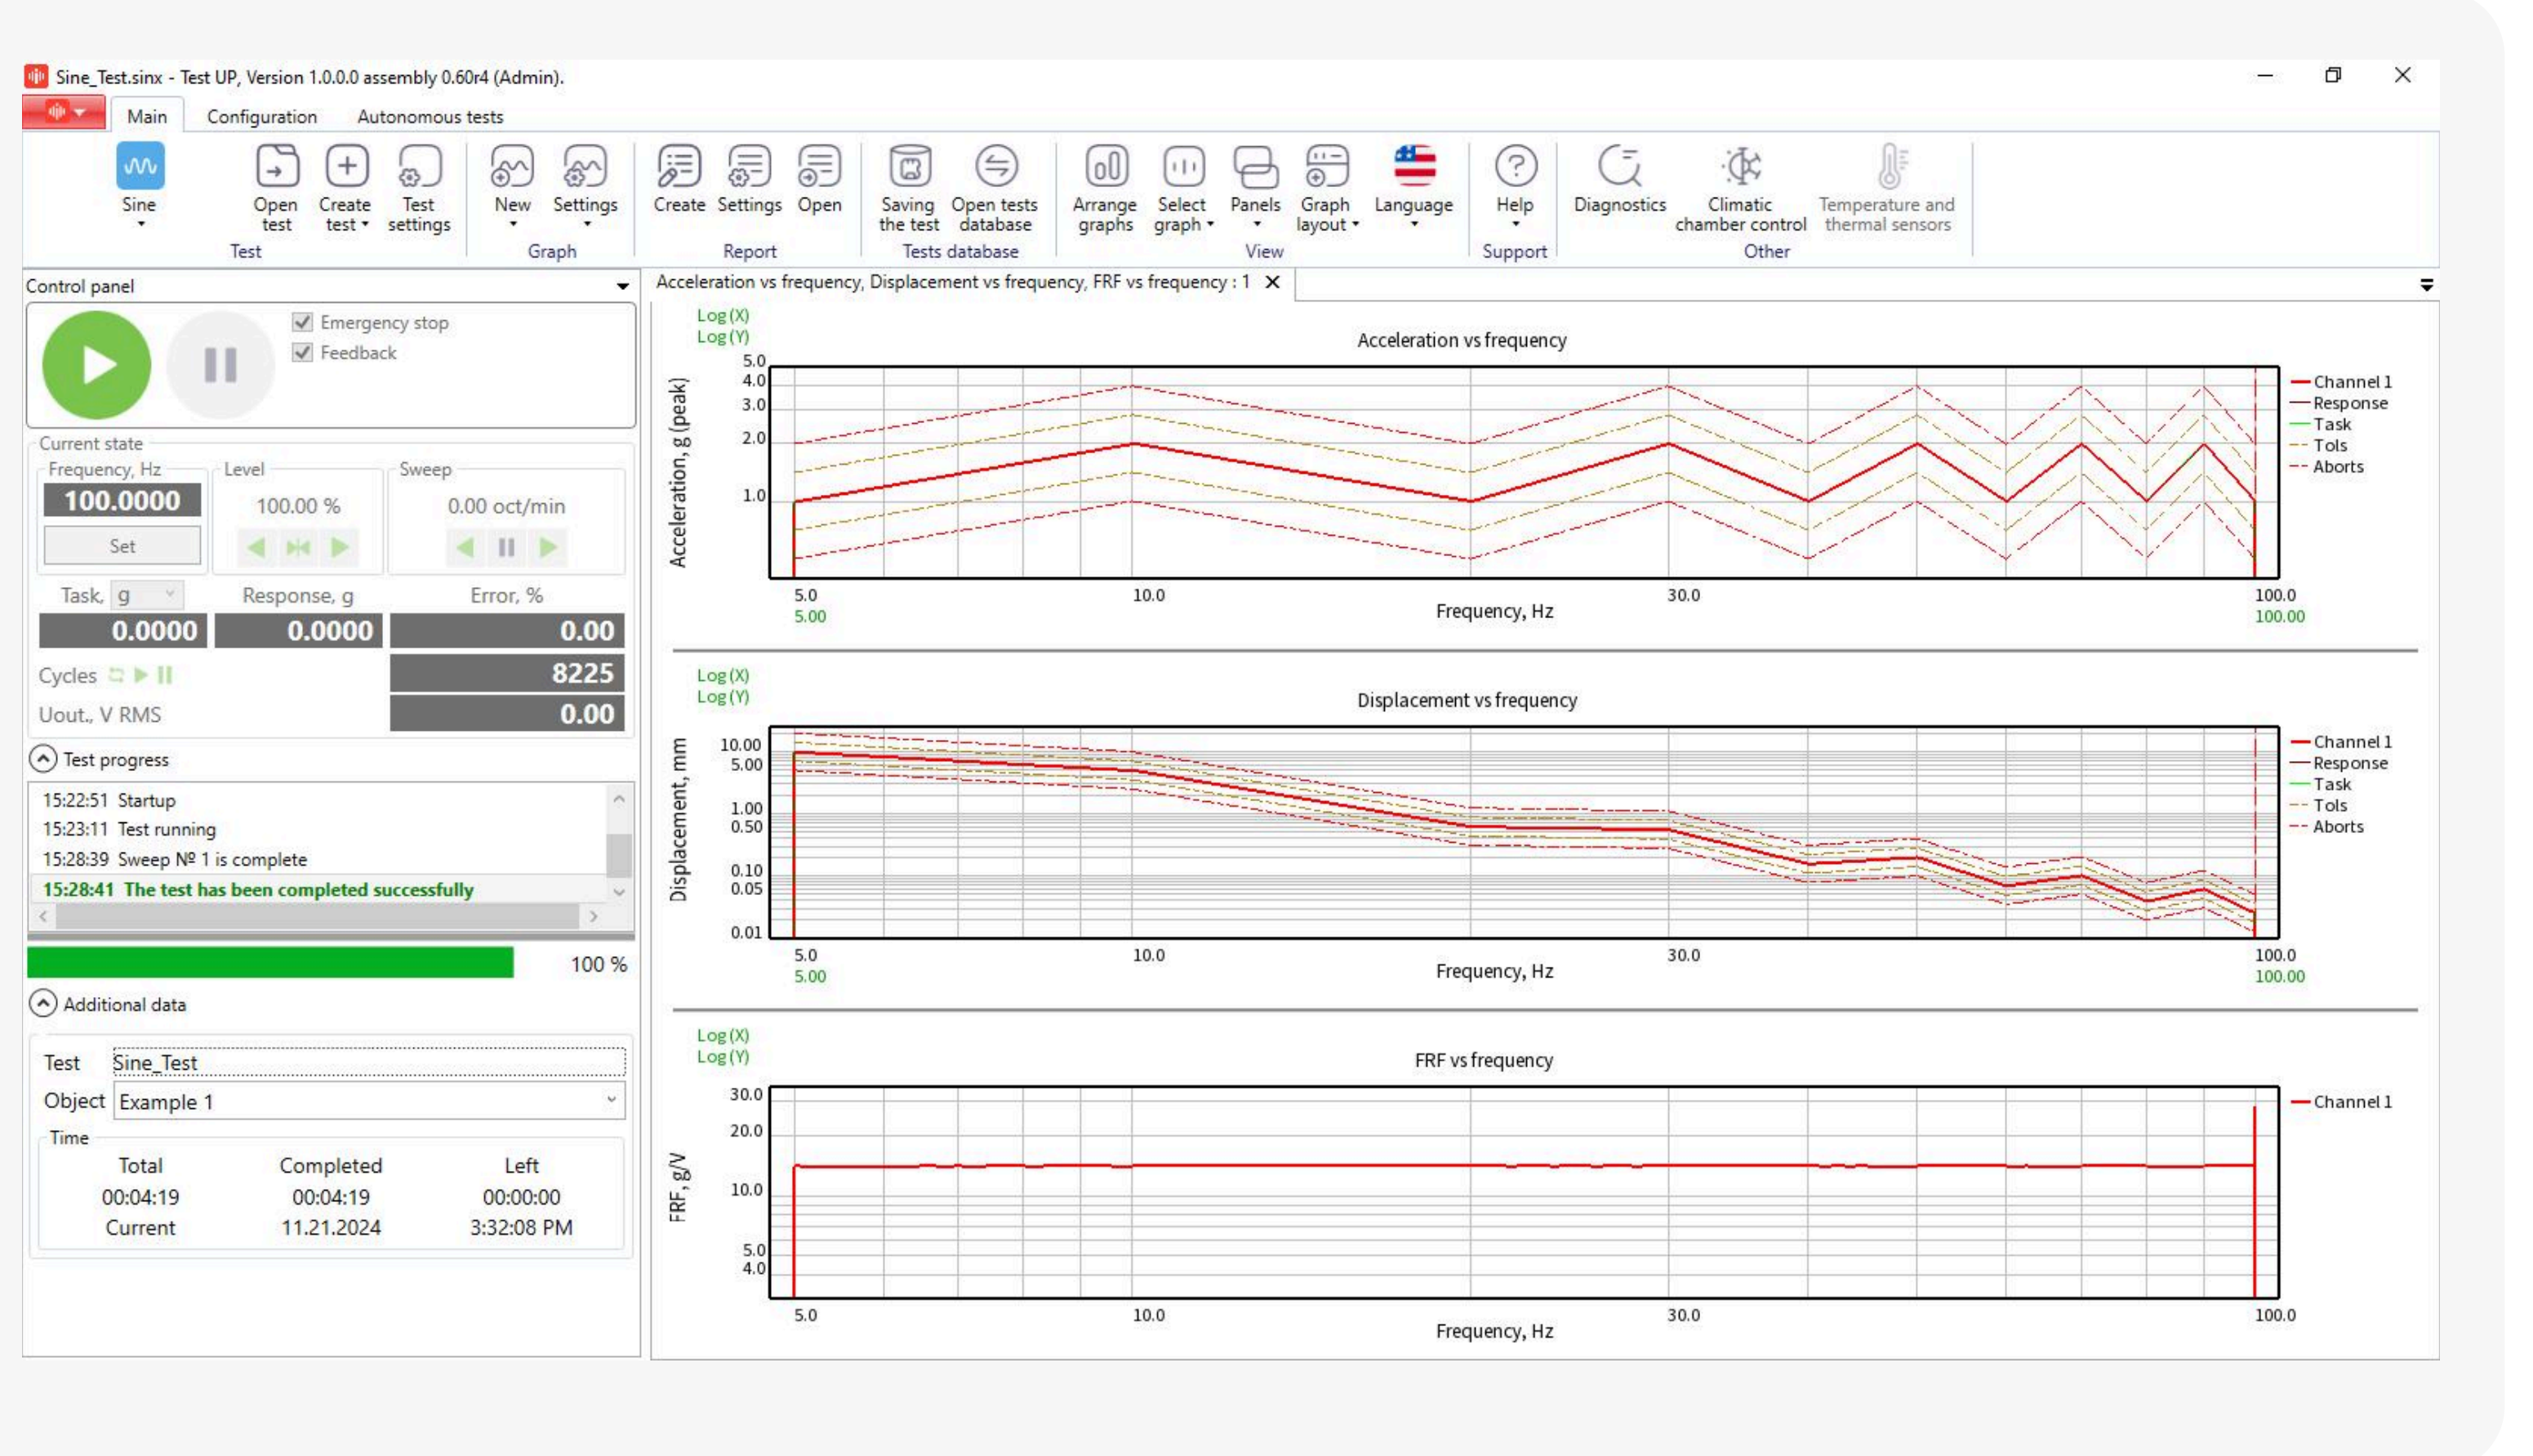 Sine_Test.sinx - Test UP, Version 1.0.0.0 assembly 0.60r4 (Admin).
Main Configuration Autonomous tests
Sine
Open test
Create test
Test settings
Test
New
Settings
Graph
Create
Settings
Open
Report
Saving the test
Open tests database
Tests database
Arrange graphs
Select graph
Panels
Graph layout
Language
View
Help
Support
Diagnostics
Climatic chamber control
Temperature and thermal sensors
Other
Control panel
Emergency stop
Feedback
Current state
Frequency, Hz
100.0000
Set
Level
100.00 %
Sweep
0.00 oct/min
Task, g
Response, g
Error, %
0.0000
0.0000
0.00
Cycles
8225
Uout., V RMS
0.00
Test progress
15:22:51 Startup
15:23:11 Test running
15:28:39 Sweep № 1 is complete
15:28:41 The test has been completed successfully
100 %
Additional data
Test Sine_Test
Object Example 1
Time
Total Completed Left
00:04:19 00:04:19 00:00:00
Current 11.21.2024 3:32:08 PM
Acceleration vs frequency, Displacement vs frequency, FRF vs frequency : 1
Log(X)
Log(Y)
Acceleration vs frequency
Acceleration, g (peak)
5.0
4.0
3.0
2.0
1.0
5.0 10.0 30.0 100.0
Frequency, Hz
5.00 100.00
Channel 1
Response
Task
Tols
Aborts
Log(X)
Log(Y)
Displacement vs frequency
Displacement, mm
10.00
5.00
1.00
0.50
0.10
0.05
0.01
5.0 10.0 30.0 100.0
Frequency, Hz
5.00 100.00
Channel 1
Response
Task
Tols
Aborts
Log(X)
Log(Y)
FRF vs frequency
FRF, g/V
30.0
20.0
10.0
5.0
4.0
5.0 10.0 30.0 100.0
Frequency, Hz
Channel 1